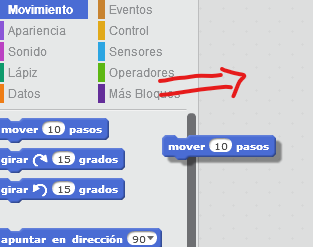 Movimiento Eventos
Apariencia Control
Sonido Sensores
Lápiz Operadores
Datos Más Bloques
mover 10 pasos
mover 10 pasos
girar 15 grados
girar 15 grados
apuntar en dirección 90